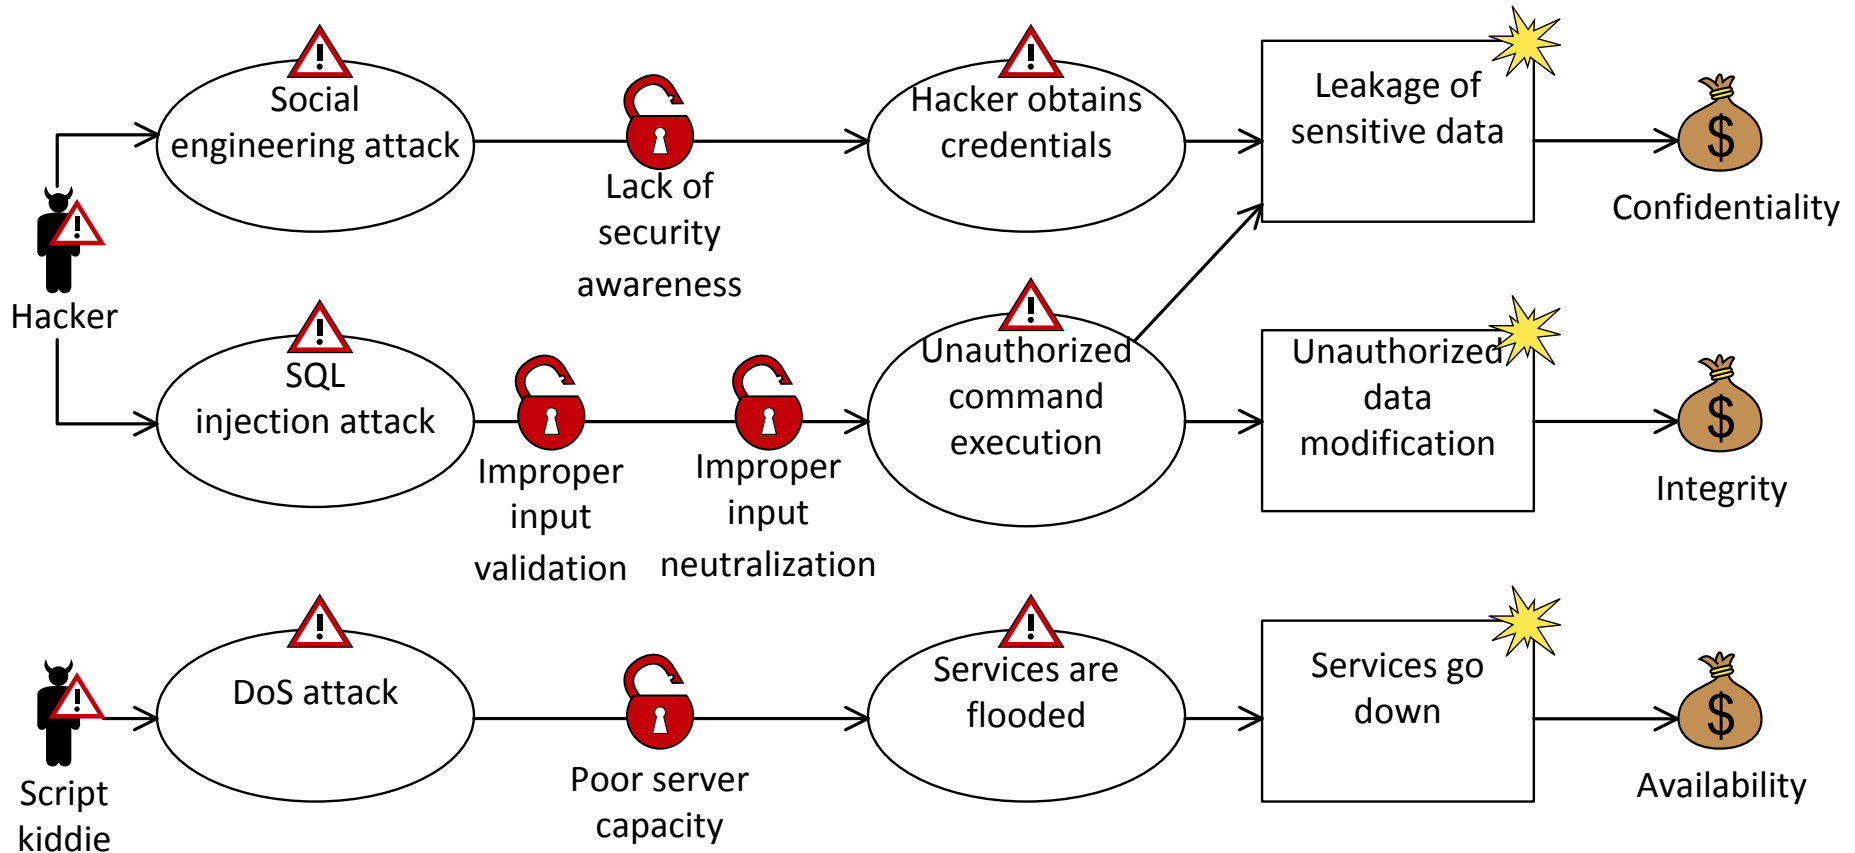 Social
engineering attack
Lack of
security
awareness
Hacker obtains
credentials
Leakage of
sensitive data
$
Confidentiality
Hacker
SQL
injection attack
Improper
input
validation
Improper
input
neutralization
Unauthorized
command
execution
Unauthorized
data
modification
$
Integrity
Script
kiddie
DoS attack
Poor server
capacity
Services are
flooded
Services go
down
$
Availability